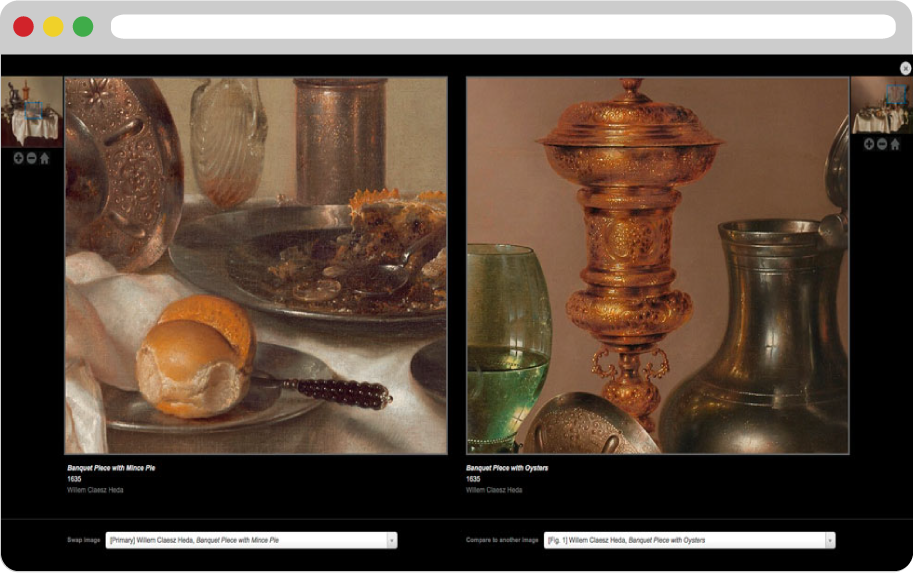 Banquet Piece with Mince Pie
1635
Willem Claesz Heda
Banquet Piece with Oysters
1635
Willem Claesz Heda
Swap image
[Primary] Willem Claesz Heda, Banquet Piece with Mince Pie
Compare to another image
[Fig. 1] Willem Claesz Heda, Banquet Piece with Oysters